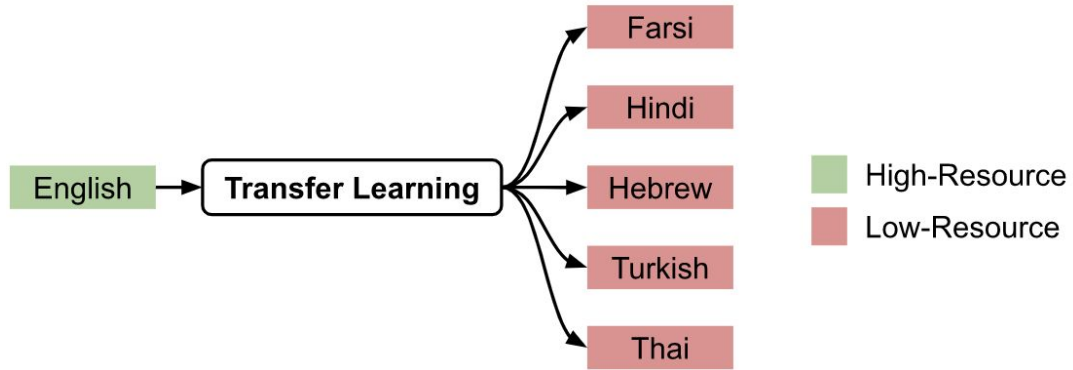 Farsi
Hindi
English
Transfer Learning
Hebrew
Turkish
Thai
High-Resource
Low-Resource